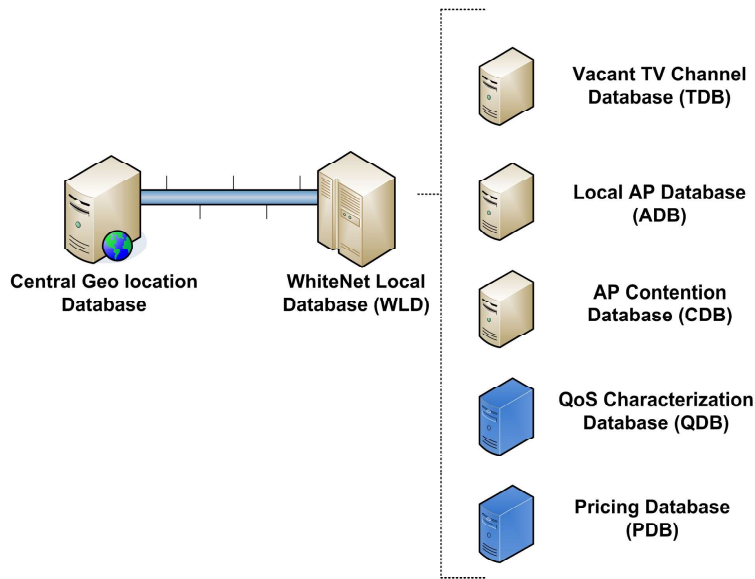 Central Geo location
Database
WhiteNet Local
Database (WLD)
Vacant TV Channel
Database (TDB)
Local AP Database
(ADB)
AP Contention
Database (CDB)
QoS Characterization
Database (QDB)
Pricing Database
(PDB)